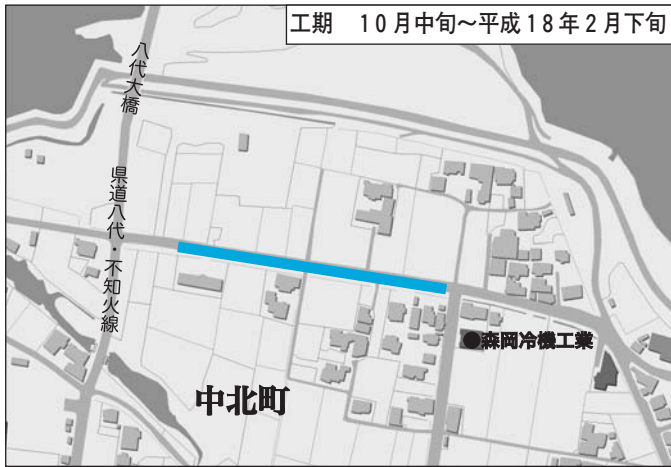 工期　10月中旬～平成18年2月下旬
八代大橋
県道八代・不知火線
●森岡冷機工業
中北町